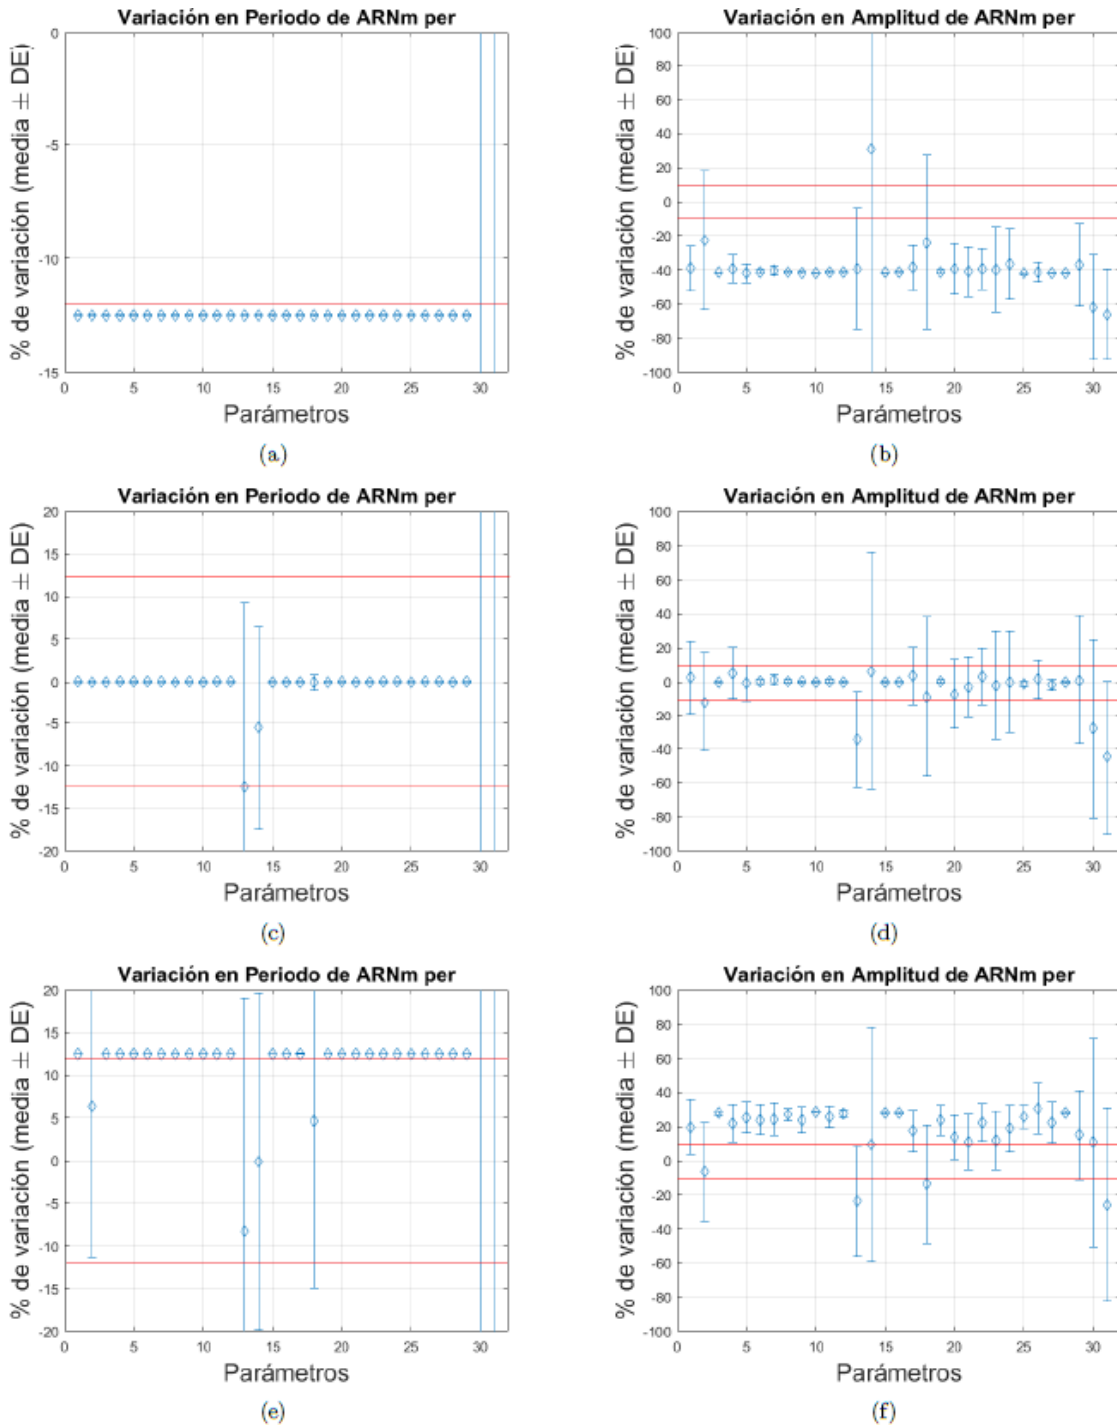 Variación en Periodo de ARNm per
% de variación (media ± DE)
0
-5
-10
-15
0 5 10 15 20 25 30
Parámetros
(a)
Variación en Amplitud de ARNm per
% de variación (media ± DE)
100
80
60
40
20
0
-20
-40
-60
-80
-100
0 5 10 15 20 25 30
Parámetros
(b)
Variación en Periodo de ARNm per
% de variación (media ± DE)
20
15
10
5
0
-5
-10
-15
-20
0 5 10 15 20 25 30
Parámetros
(c)
Variación en Amplitud de ARNm per
% de variación (media ± DE)
100
80
60
40
20
0
-20
-40
-60
-80
-100
0 5 10 15 20 25 30
Parámetros
(d)
Variación en Periodo de ARNm per
% de variación (media ± DE)
20
15
10
5
0
-5
-10
-15
-20
0 5 10 15 20 25 30
Parámetros
(e)
Variación en Amplitud de ARNm per
% de variación (media ± DE)
100
80
60
40
20
0
-20
-40
-60
-80
-100
0 5 10 15 20 25 30
Parámetros
(f)